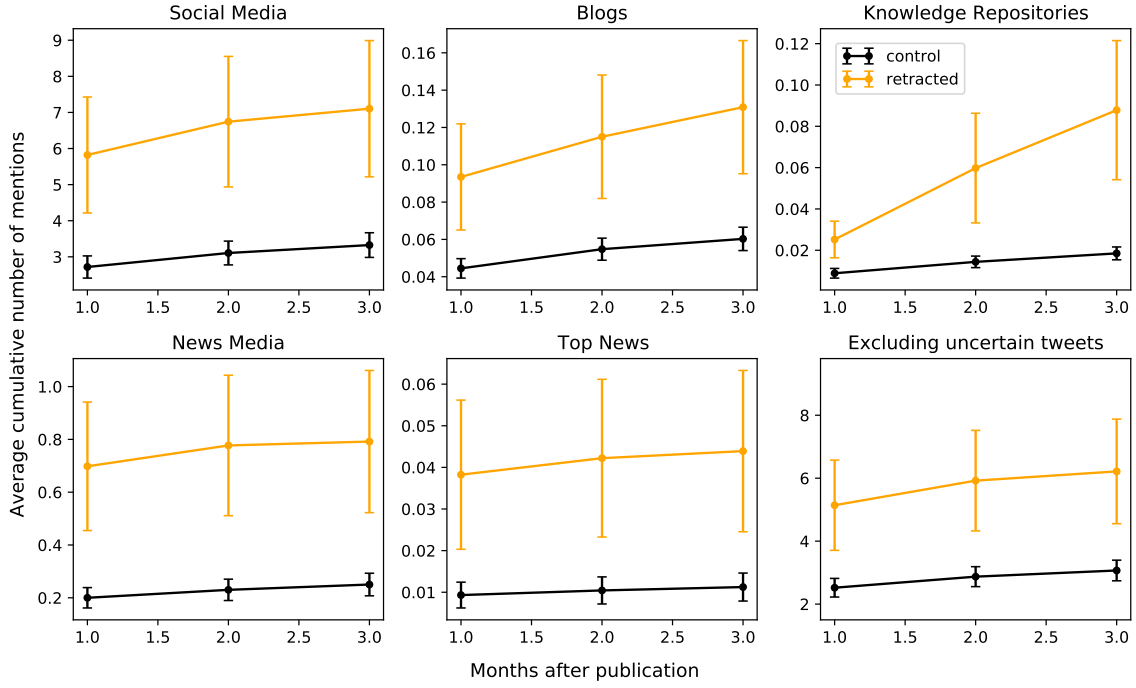 Social Media
9
8
7
6
5
4
3
1.0 1.5 2.0 2.5 3.0
Blogs
0.16
0.14
0.12
0.10
0.08
0.06
0.04
1.0 1.5 2.0 2.5 3.0
Knowledge Repositories
0.12
0.10
0.08
0.06
0.04
0.02
1.0 1.5 2.0 2.5 3.0
control
retracted
News Media
1.0
0.8
0.6
0.4
0.2
1.0 1.5 2.0 2.5 3.0
Top News
0.06
0.05
0.04
0.03
0.02
0.01
1.0 1.5 2.0 2.5 3.0
Excluding uncertain tweets
8
6
4
2
1.0 1.5 2.0 2.5 3.0
Average cumulative number of mentions
Months after publication